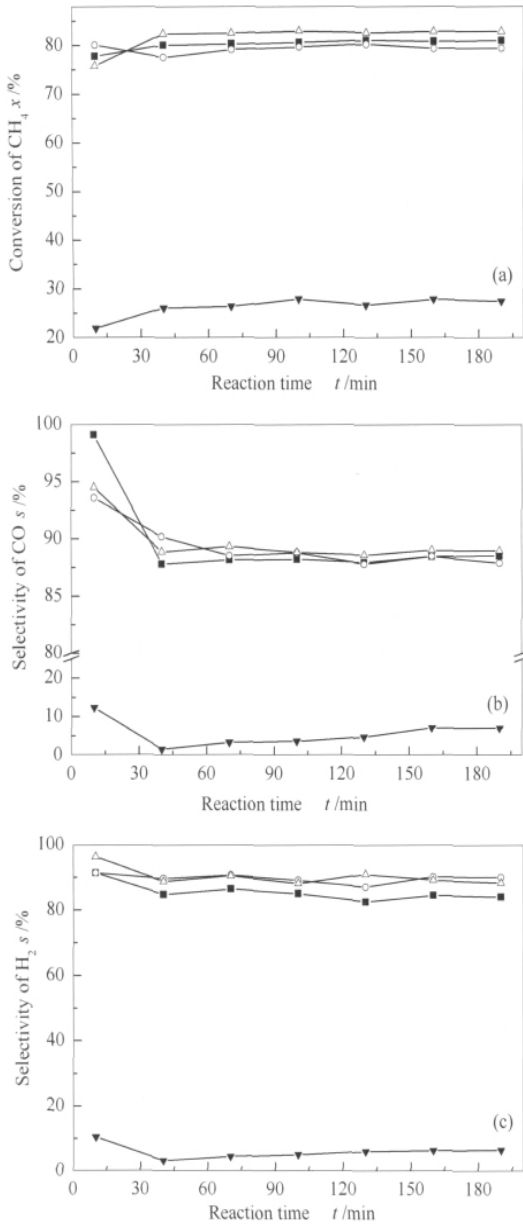 90
80
70
60
50
40
30
20
Conversion of CH4 x /%
(a)
0 30 60 90 120 150 180
Reaction time t /min
100
95
90
85
80
20
10
0
Selectivity of CO s /%
(b)
0 30 60 90 120 150 180
Reaction time t /min
100
80
60
40
20
0
Selectivity of H2 s /%
(c)
0 30 60 90 120 150 180
Reaction time t /min